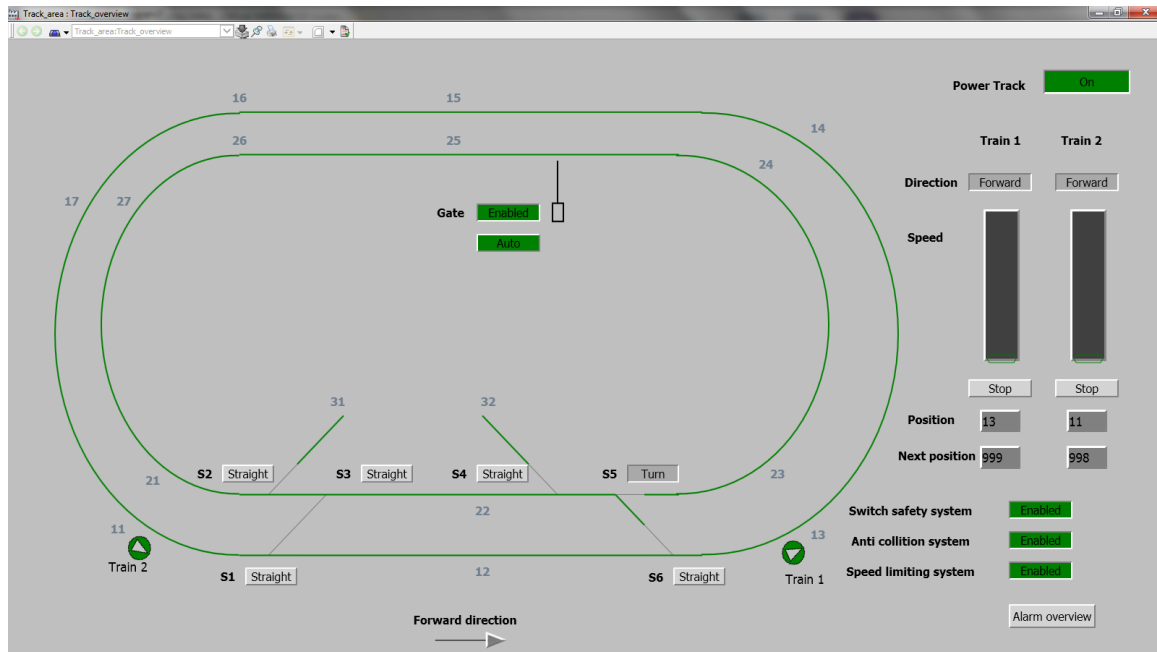 Track_area : Track_overview
Track_area:Track_overview
Power Track On
16 15 14
Train 1 Train 2
26 25 24
Direction Forward Forward
17 27
Gate Enabled
Speed
Auto
Stop Stop
31 32
Position 13 11
Next position 999 998
S2 Straight S3 Straight S4 Straight S5 Turn 23
21
22
Switch safety system Enabled
11 13
Anti collition system Enabled
Train 2
S1 Straight 12 S6 Straight Train 1
Speed limiting system Enabled
Alarm overview
Forward direction